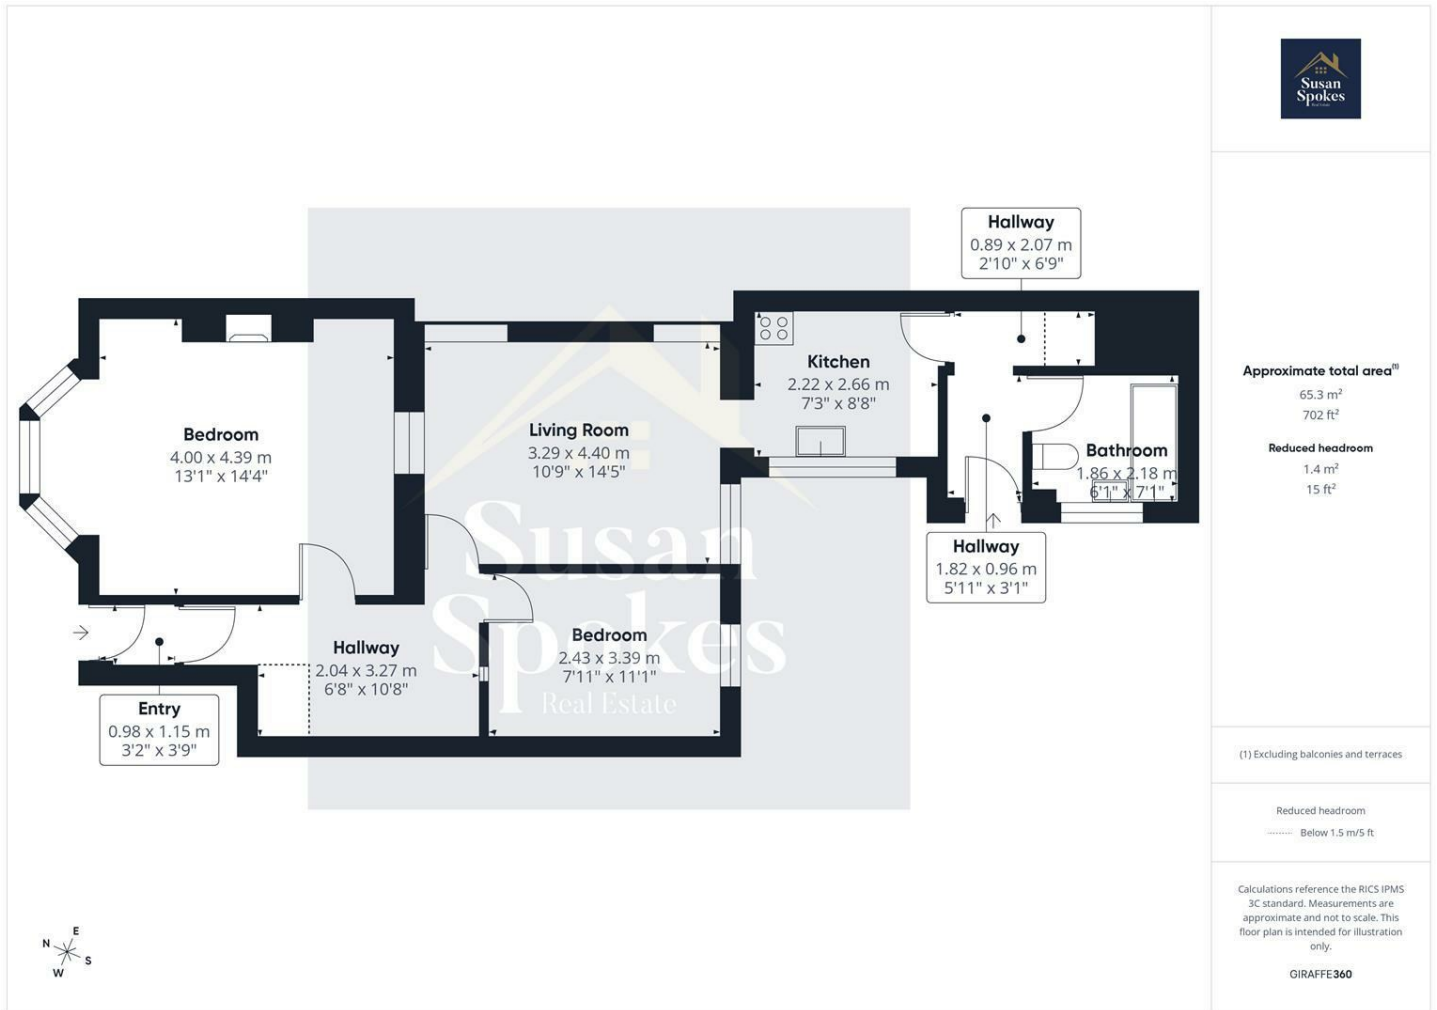 Hallway
0.89 x 2.07 m
2'10" x 6'9"
Kitchen
2.22 x 2.66 m
7'3" x 8'8"
Bedroom
4.00 x 4.39 m
13'1" x 14'4"
Living Room
3.29 x 4.40 m
10'9" x 14'5"
Bathroom
1.86 x 2.18 m
6'1" x 7'1"
Hallway
1.82 x 0.96 m
5'11" x 3'1"
Hallway
2.04 x 3.27 m
6'8" x 10'8"
Bedroom
2.43 x 3.39 m
7'11" x 11'1"
Entry
0.98 x 1.15 m
3'2" x 3'9"
Susan
Spokes
Real Estate
N E S W
Susan
Spokes
Real Estate
Approximate total area(1)
65.3 m²
702 ft²
Reduced headroom
1.4 m²
15 ft²
(1) Excluding balconies and terraces
Reduced headroom
Below 1.5 m/5 ft
Calculations reference the RICS IPMS
3C standard. Measurements are
approximate and not to scale. This
floor plan is intended for illustration
only.
GIRAFFE360